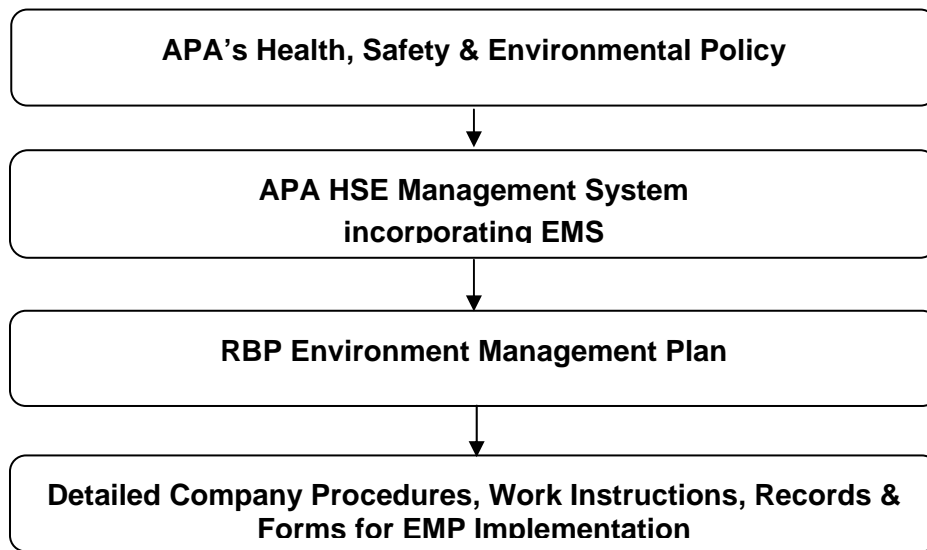 APA’s Health, Safety & Environmental Policy
APA HSE Management System
incorporating EMS
RBP Environment Management Plan
Detailed Company Procedures, Work Instructions, Records &
Forms for EMP Implementation